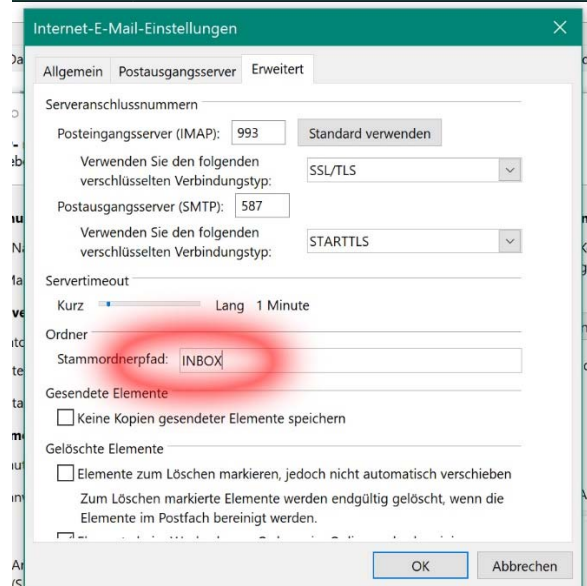 Internet-E-Mail-Einstellungen
Allgemein Postausgangsserver Erweitert
Serveranschlussnummern
Posteingangsserver (IMAP): 993 Standard verwenden
Verwenden Sie den folgenden
verschlüsselten Verbindungstyp: SSL/TLS
Postausgangsserver (SMTP): 587
Verwenden Sie den folgenden
verschlüsselten Verbindungstyp: STARTTLS
Servertimeout
Kurz Lang 1 Minute
Ordner
Stammordnerpfad: INBOX
Gesendete Elemente
Keine Kopien gesendeter Elemente speichern
Gelöschte Elemente
Elemente zum Löschen markieren, jedoch nicht automatisch verschieben
Zum Löschen markierte Elemente werden endgültig gelöscht, wenn die
Elemente im Postfach bereinigt werden.
OK Abbrechen